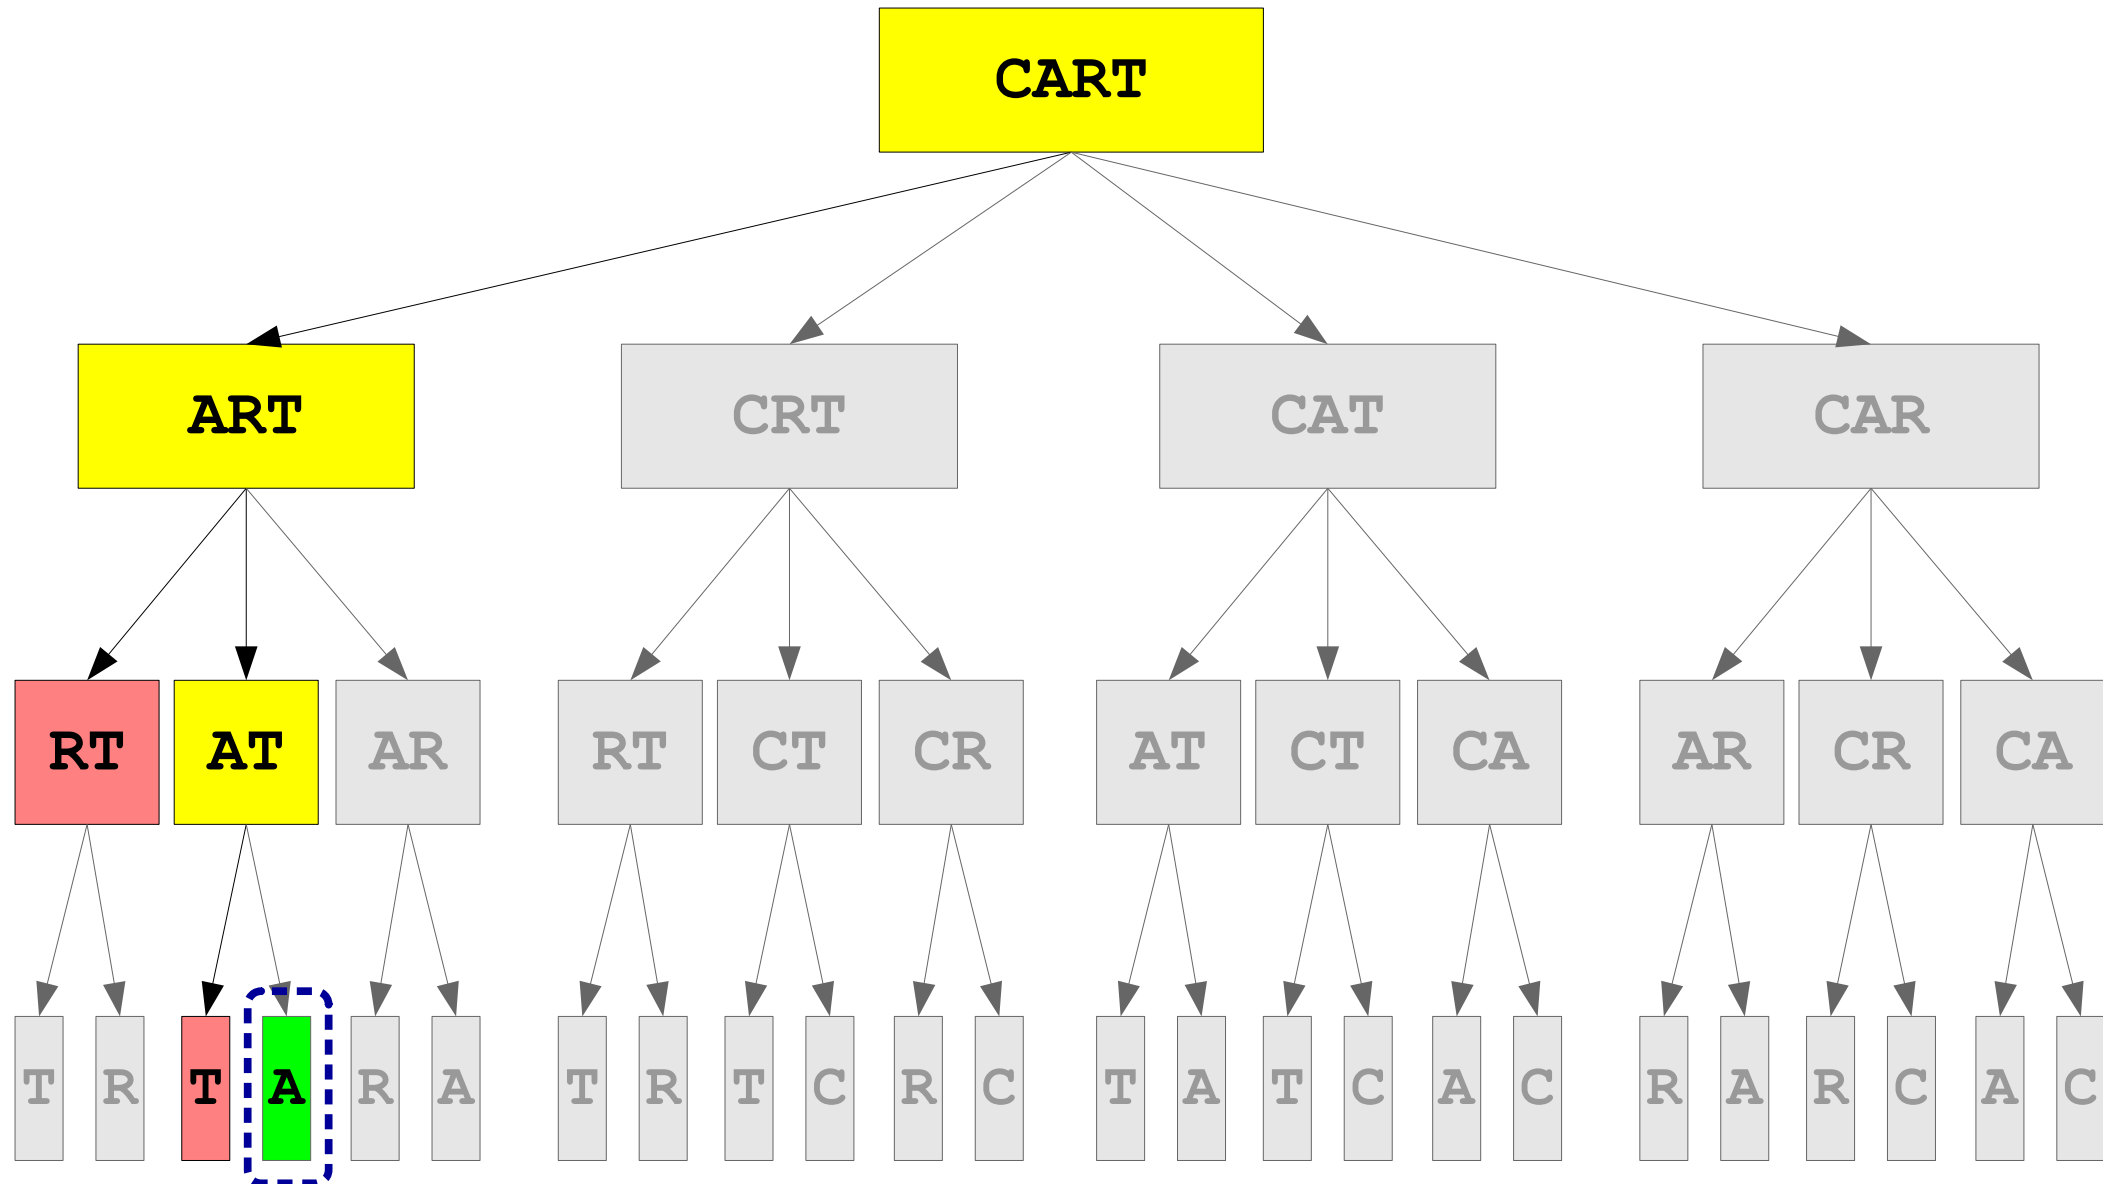 CART
ART CRT CAT CAR
RT AT AR RT CT CR AT CT CA AR CR CA
T R T A R A T R T C R C T A T C A C R A R C A C